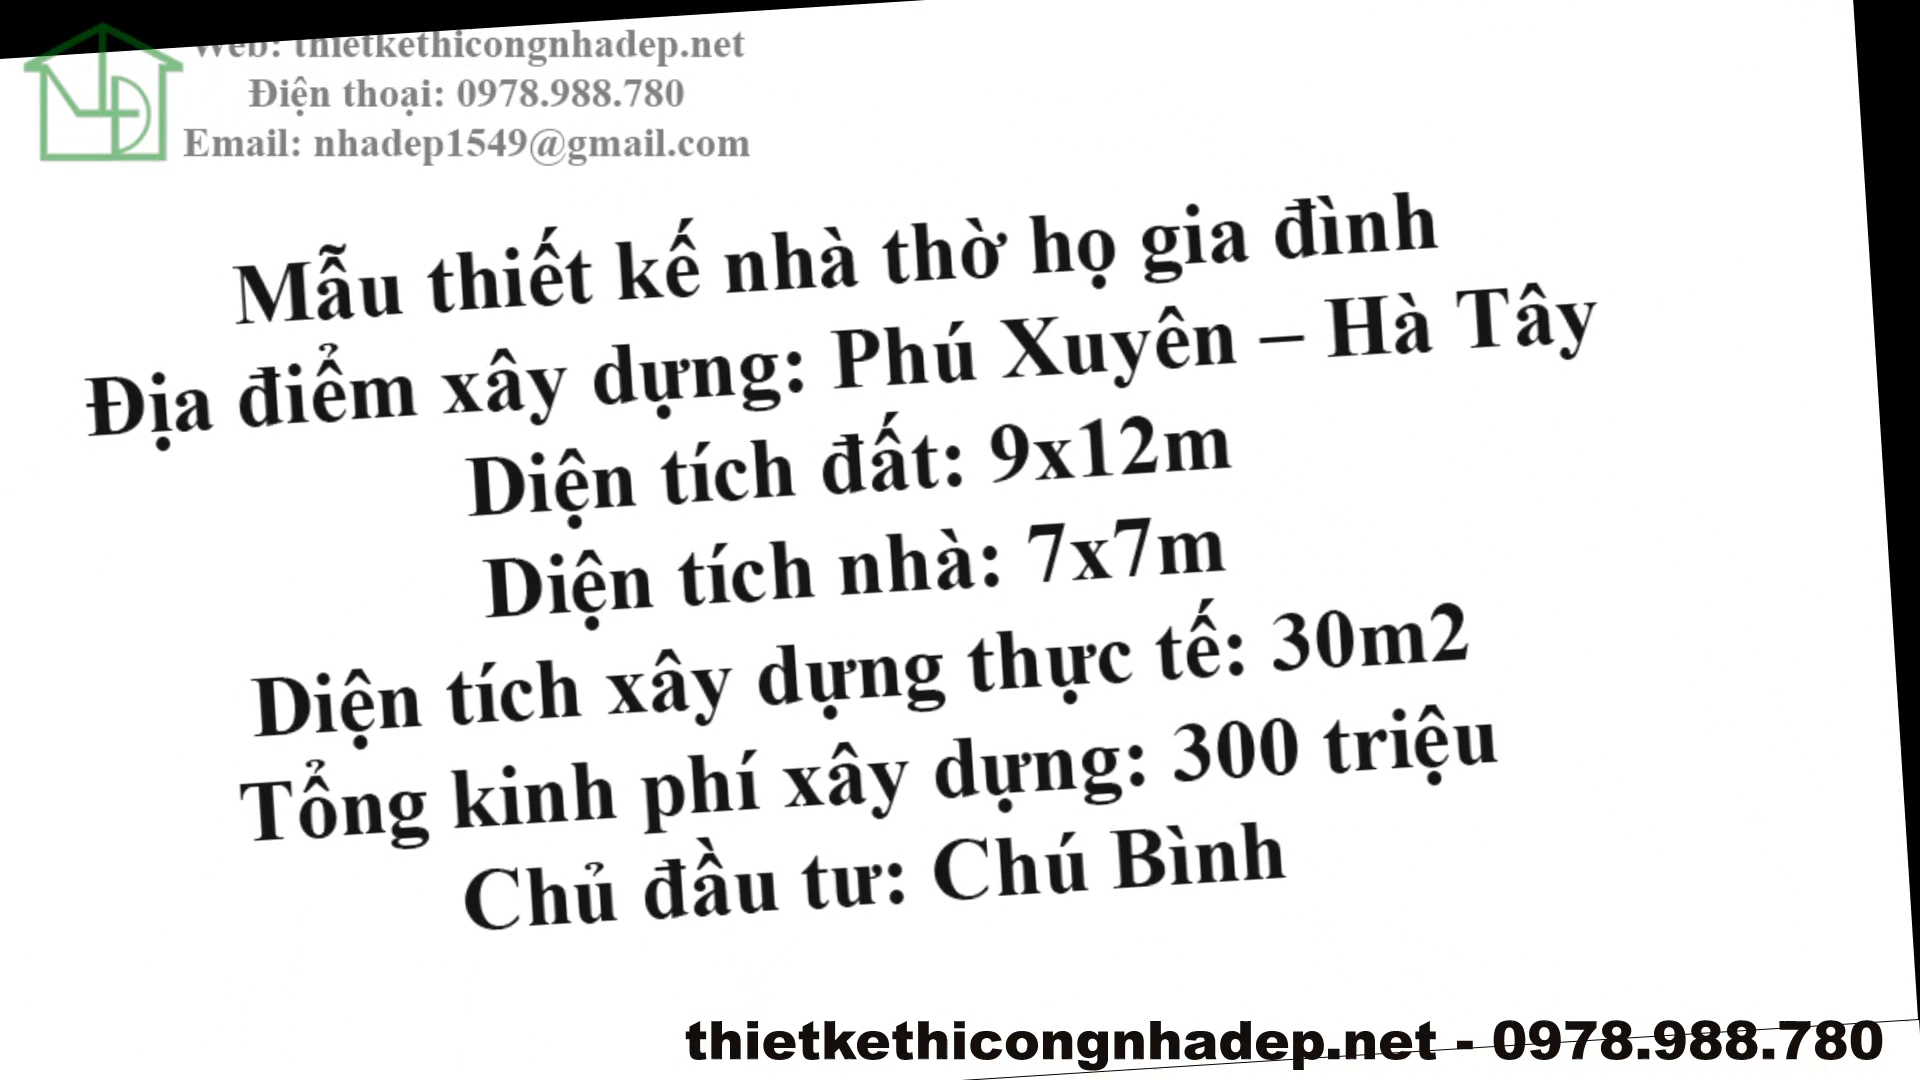 Web: thietkethicongnhadep.net
Điện thoại: 0978.988.780
Email: nhadep1549@gmail.com
Mẫu thiết kế nhà thờ họ gia đình
Địa điểm xây dựng: Phú Xuyên – Hà Tây
Diện tích đất: 9x12m
Diện tích nhà: 7x7m
Diện tích xây dựng thực tế: 30m2
Tổng kinh phí xây dựng: 300 triệu
Chủ đầu tư: Chú Bình
thietkethicongnhadep.net - 0978.988.780